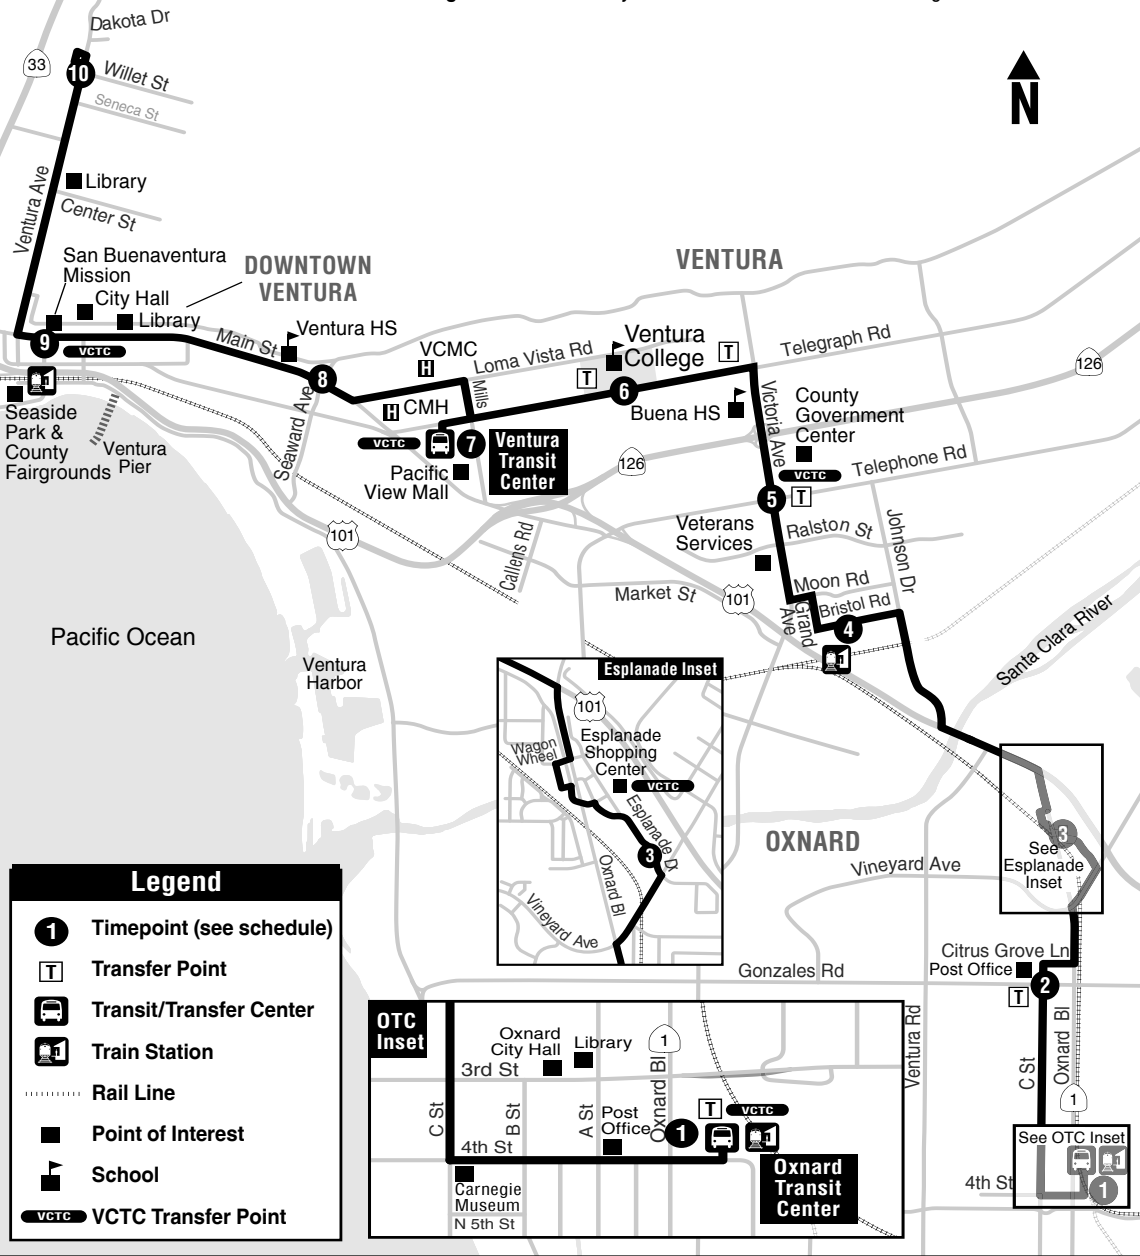 Dakota Dr
33
10
Willet St
Seneca St
N
Ventura Ave
Library
Center St
San Buenaventura
Mission
City Hall
Library
DOWNTOWN
VENTURA
VENTURA
9
VCTC
Main St
Ventura HS
8
VCMC
H
Loma Vista Rd
Ventura
College
T
T
Telegraph Rd
126
Seaside
Park &
County
Fairgrounds
Ventura
Pier
Seaward Ave
H CMH
Mills
6
Buena HS
Victoria Ave
County
Government
Center
VCTC
7
Ventura
Transit
Center
Pacific
View Mall
126
VCTC
Telephone Rd
5
T
101
Callens Rd
Veterans
Services
Ralston St
Johnson Dr
Market St
101
Moon Rd
Grand
Ave
Bristol Rd
4
Santa Clara River
Pacific Ocean
Ventura
Harbor
Esplanade Inset
101
Wagon
Wheel
Esplanade
Shopping
Center
VCTC
Esplanade Dr
3
Oxnard Bl
Vineyard Ave
OXNARD
Vineyard Ave
3
See
Esplanade
Inset
Citrus Grove Ln
Post Office
Gonzales Rd
T
2
Ventura Rd
C St
Oxnard Bl
1
See OTC Inset
4th St
1
OTC
Inset
Oxnard
City Hall
Library
1
3rd St
C St
B St
A St
Oxnard Bl
Post
Office
T
VCTC
1
4th St
Carnegie
Museum
N 5th St
Oxnard
Transit
Center
Legend
1
Timepoint (see schedule)
T
Transfer Point
Transit/Transfer Center
Train Station
Rail Line
Point of Interest
School
VCTC
VCTC Transfer Point